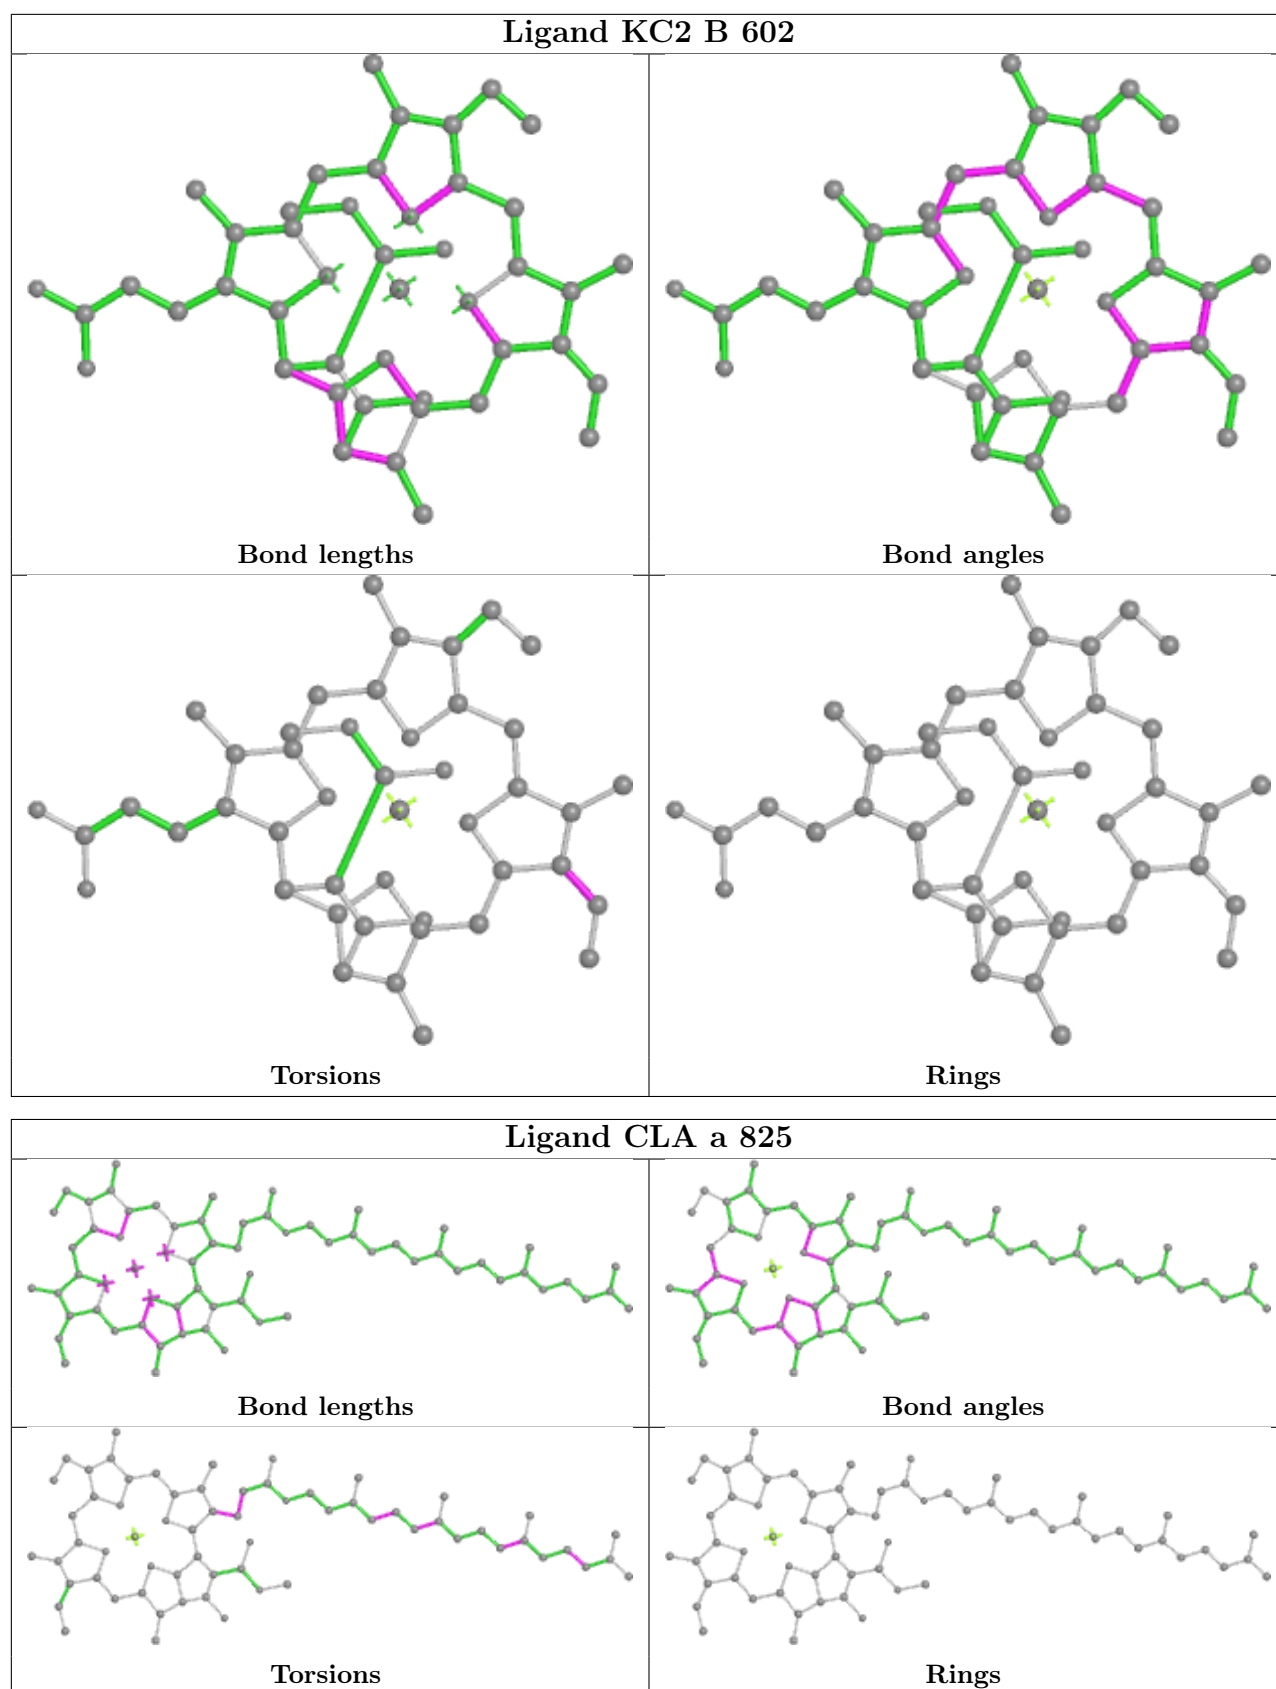 Ligand KC2 B 602
Bond lengths
Bond angles
Torsions
Rings
Ligand CLA a 825
Bond lengths
Bond angles
Torsions
Rings